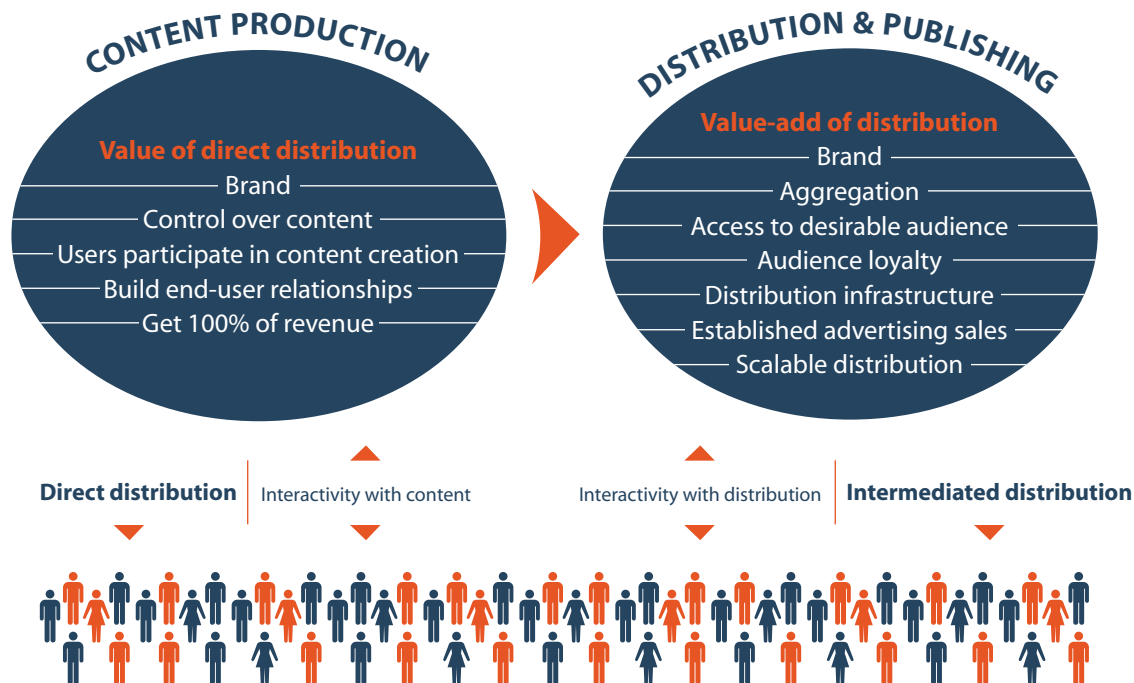 CONTENT PRODUCTION
Value of direct distribution
Brand
Control over content
Users participate in content creation
Build end-user relationships
Get 100% of revenue
DISTRIBUTION & PUBLISHING
Value-add of distribution
Brand
Aggregation
Access to desirable audience
Audience loyalty
Distribution infrastructure
Established advertising sales
Scalable distribution
Direct distribution
Interactivity with content
Interactivity with distribution
Intermediated distribution